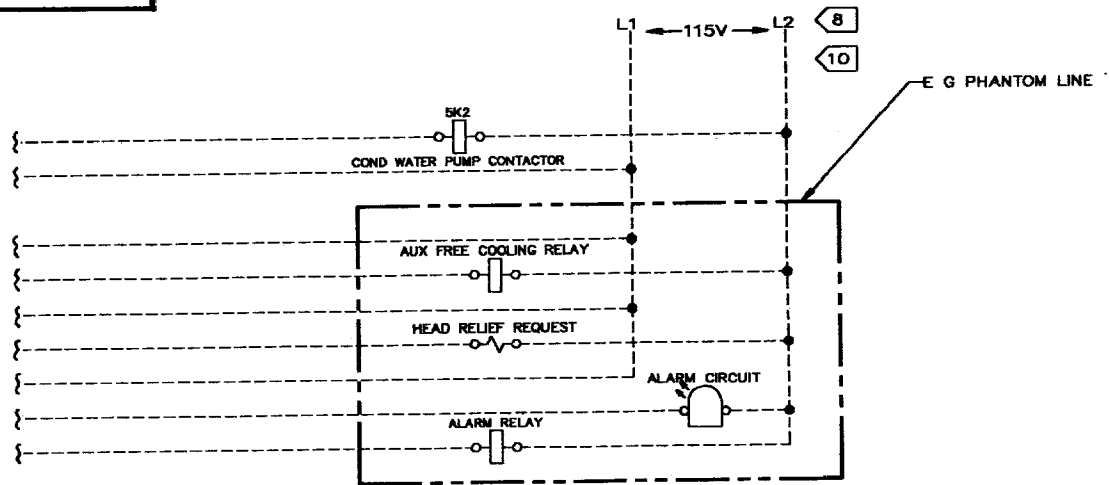 L1 115V L2 8
10
E G PHANTOM LINE
5K2
COND WATER PUMP CONTACTOR
AUX FREE COOLING RELAY
HEAD RELIEF REQUEST
ALARM CIRCUIT
ALARM RELAY